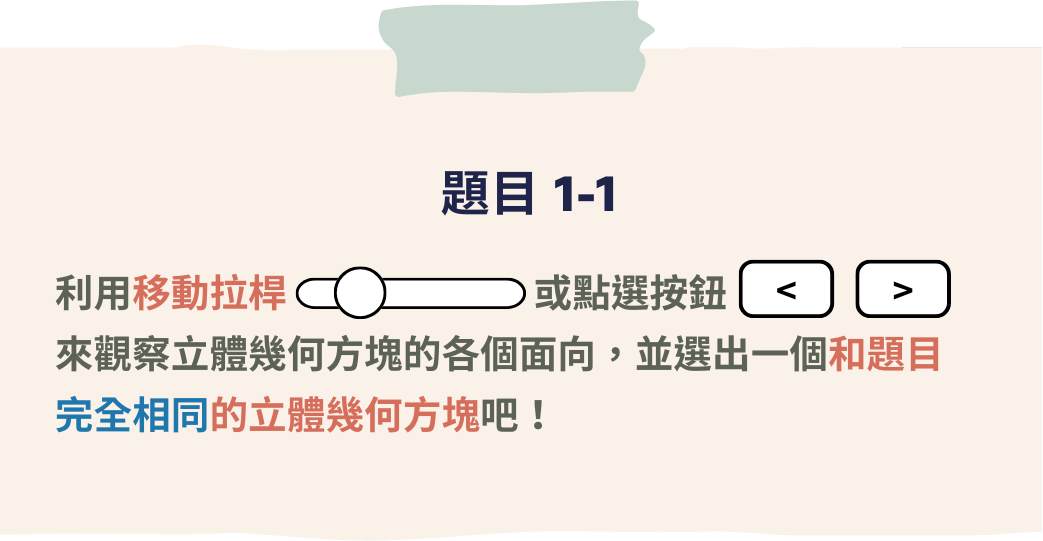 題目 1-1
利用移動拉桿 或點選按鈕 < >
來觀察立體幾何方塊的各個面向，並選出一個和題目
完全相同的立體幾何方塊吧！